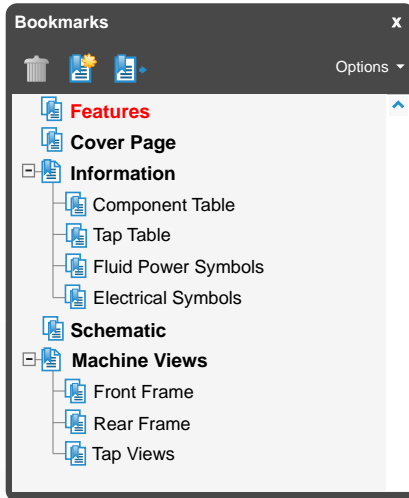 Bookmarks x
Options
Features
Cover Page
Information
Component Table
Tap Table
Fluid Power Symbols
Electrical Symbols
Schematic
Machine Views
Front Frame
Rear Frame
Tap Views